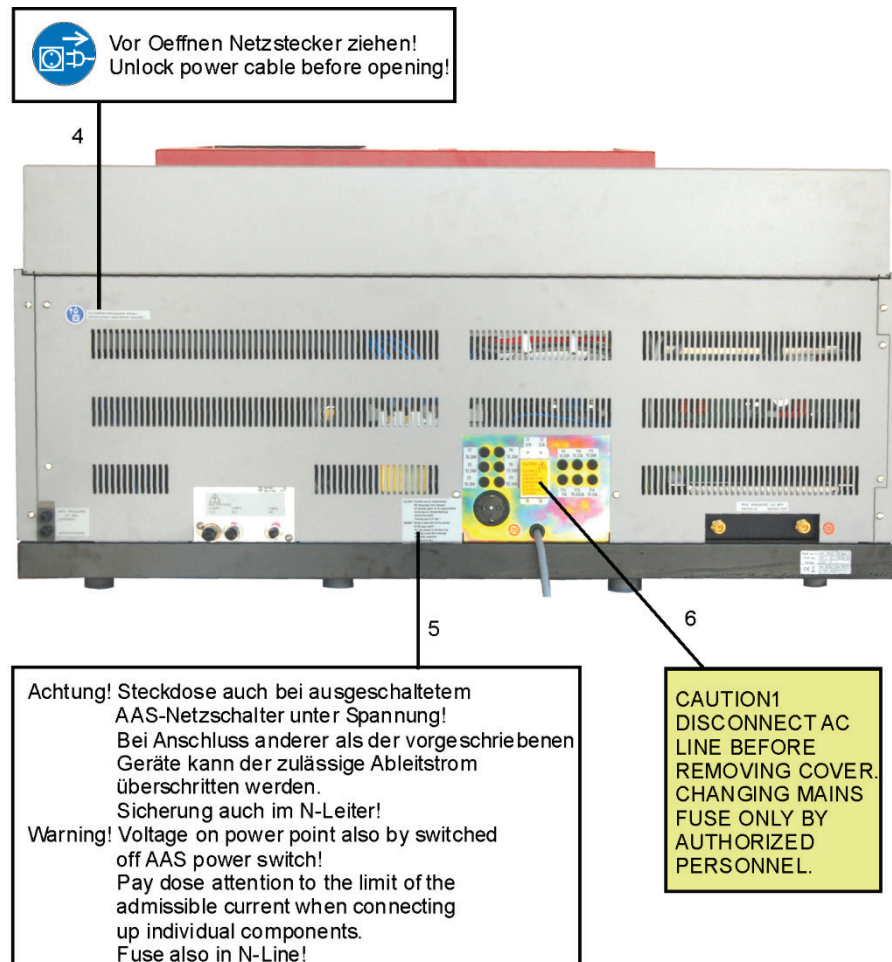 Vor Oeffnen Netzstecker ziehen!
Unlock power cable before opening!
4
5
6
Achtung! Steckdose auch bei ausgeschaltetem
AAS-Netzschalter unter Spannung!
Bei Anschluss anderer als der vorgeschriebenen
Geräte kann der zulässige Ableitstrom
überschritten werden.
Sicherung auch im N-Leiter!
Warning! Voltage on power point also by switched
off AAS power switch!
Pay dose attention to the limit of the
admissible current when connecting
up individual components.
Fuse also in N-Line!
CAUTION1
DISCONNECT AC
LINE BEFORE
REMOVING COVER.
CHANGING MAINS
FUSE ONLY BY
AUTHORIZED
PERSONNEL.